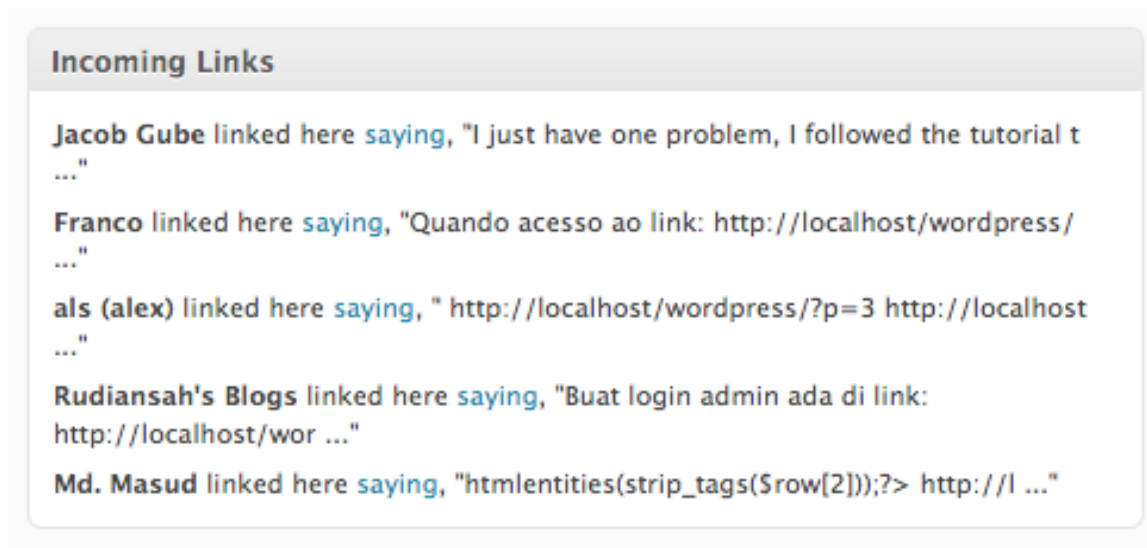 Incoming Links
Jacob Gube linked here saying, "I just have one problem, I followed the tutorial t
..."
Franco linked here saying, "Quando acesso ao link: http://localhost/wordpress/
..."
als (alex) linked here saying, " http://localhost/wordpress/?p=3 http://localhost
..."
Rudiansah's Blogs linked here saying, "Buat login admin ada di link:
http://localhost/wor ..."
Md. Masud linked here saying, "htmlentities(strip_tags($row[2]));?> http://l ..."